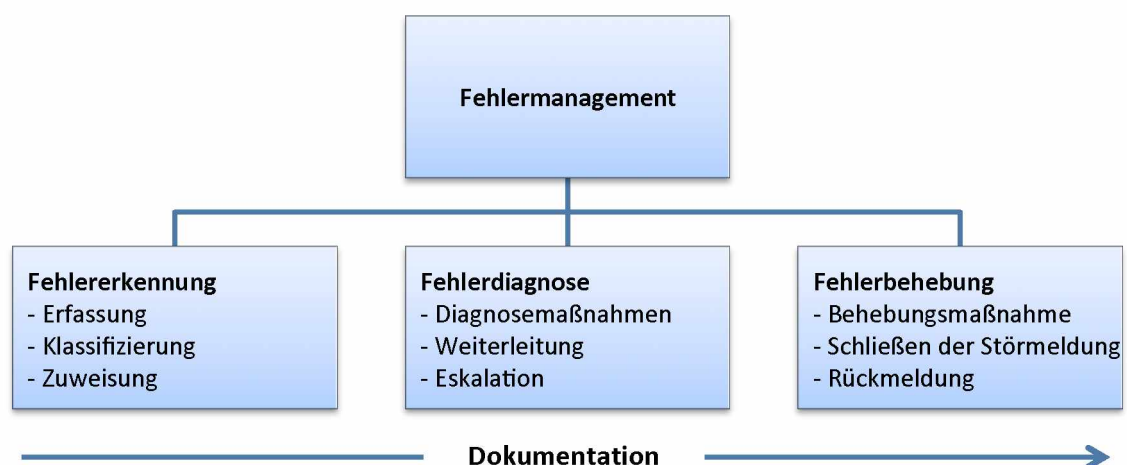 Fehlermanagement
Fehlererkennung
- Erfassung
- Klassifizierung
- Zuweisung
Fehlerdiagnose
- Diagnosemaßnahmen
- Weiterleitung
- Eskalation
Fehlerbehebung
- Behebungsmaßnahme
- Schließen der Störmeldung
- Rückmeldung
Dokumentation